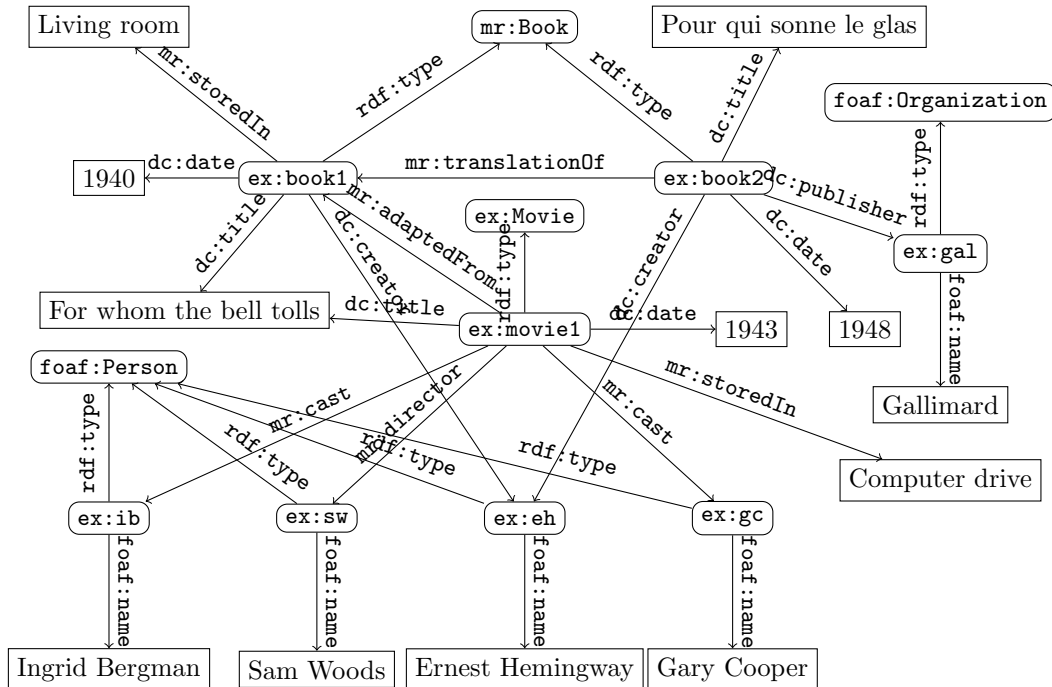 Living room
mr:Book
Pour qui sonne le glas
mr:storedIn
rdf:type
rdf:type
dc:title
foaf:Organization
rdf:type
1940
dc:date
ex:book1
mr:translationOf
ex:book2
dc:publisher
dc:title
mr:adaptedFrom
dc:creator
ex:Movie
rdf:type
dc:creator
dc:date
ex:gal
foaf:name
For whom the bell tolls
dc:title
ex:movie1
dc:date
1943
1948
foaf:Person
mr:cast
mr:director
mr:cast
mr:storedIn
Gallimard
rdf:type
rdf:type
rdf:type
rdf:type
Computer drive
ex:ib
ex:sw
ex:eh
ex:gc
foaf:name
foaf:name
foaf:name
foaf:name
Ingrid Bergman
Sam Woods
Ernest Hemingway
Gary Cooper